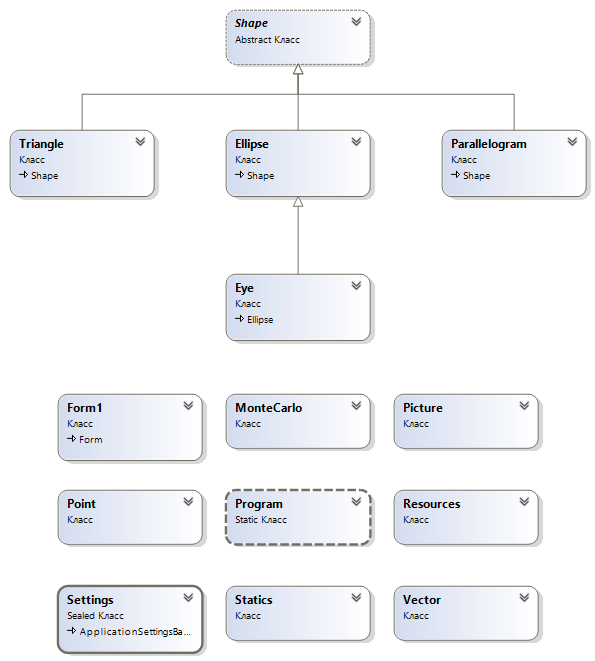 Shape
Abstract Класс
Triangle
Класс
Shape
Ellipse
Класс
Shape
Parallelogram
Класс
Shape
Eye
Класс
Ellipse
Form1
Класс
Form
MonteCarlo
Класс
Picture
Класс
Point
Класс
Program
Static Класс
Resources
Класс
Settings
Sealed Класс
ApplicationSettingsBa...
Statics
Класс
Vector
Класс